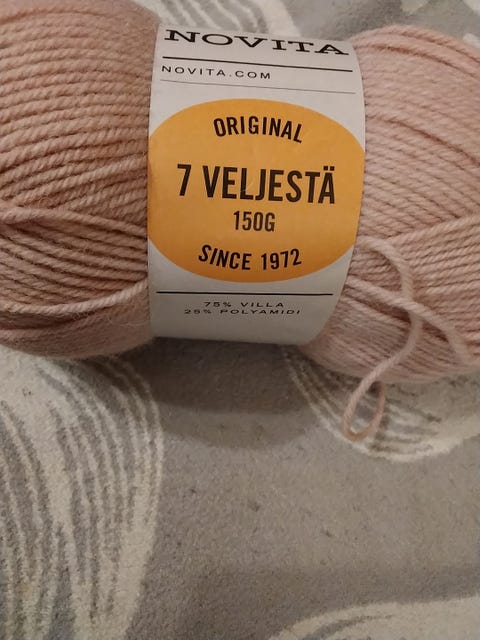 NOVITA
NOVITA.COM
ORIGINAL
7 VELJESTÄ
150G
SINCE 1972
75% VILLA
25% POLYAMIDI